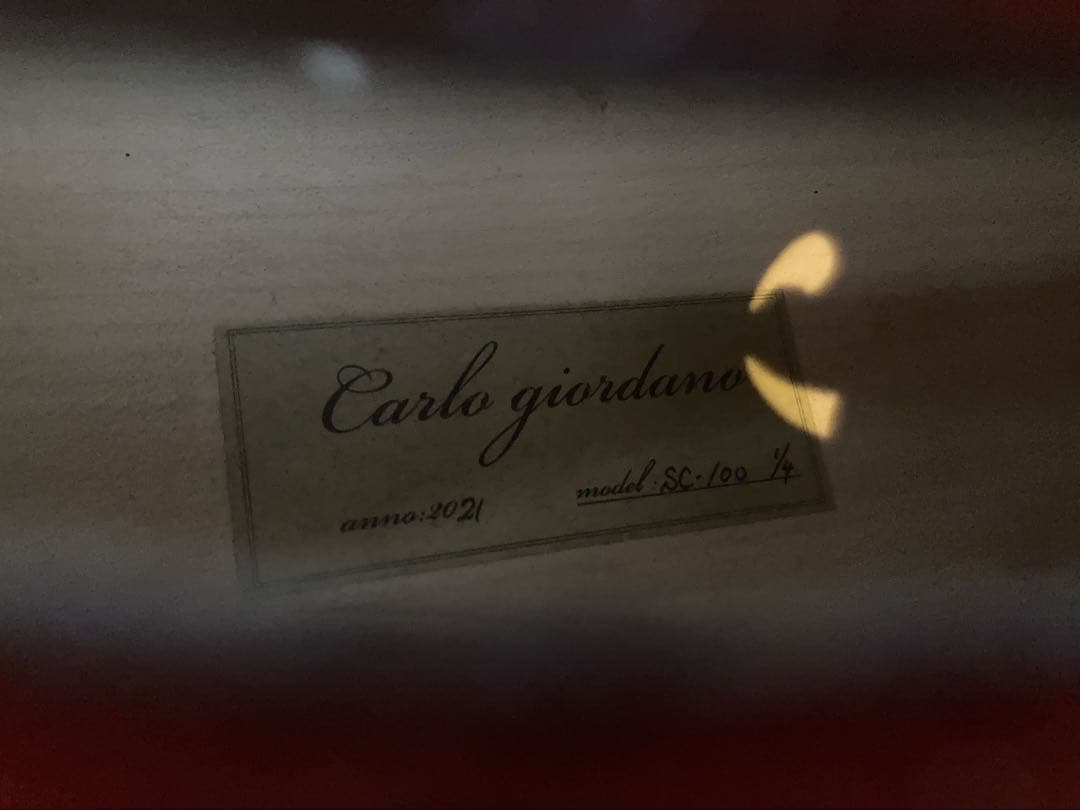 Carlo giordano
anno:2021
model:SC-100 1/4